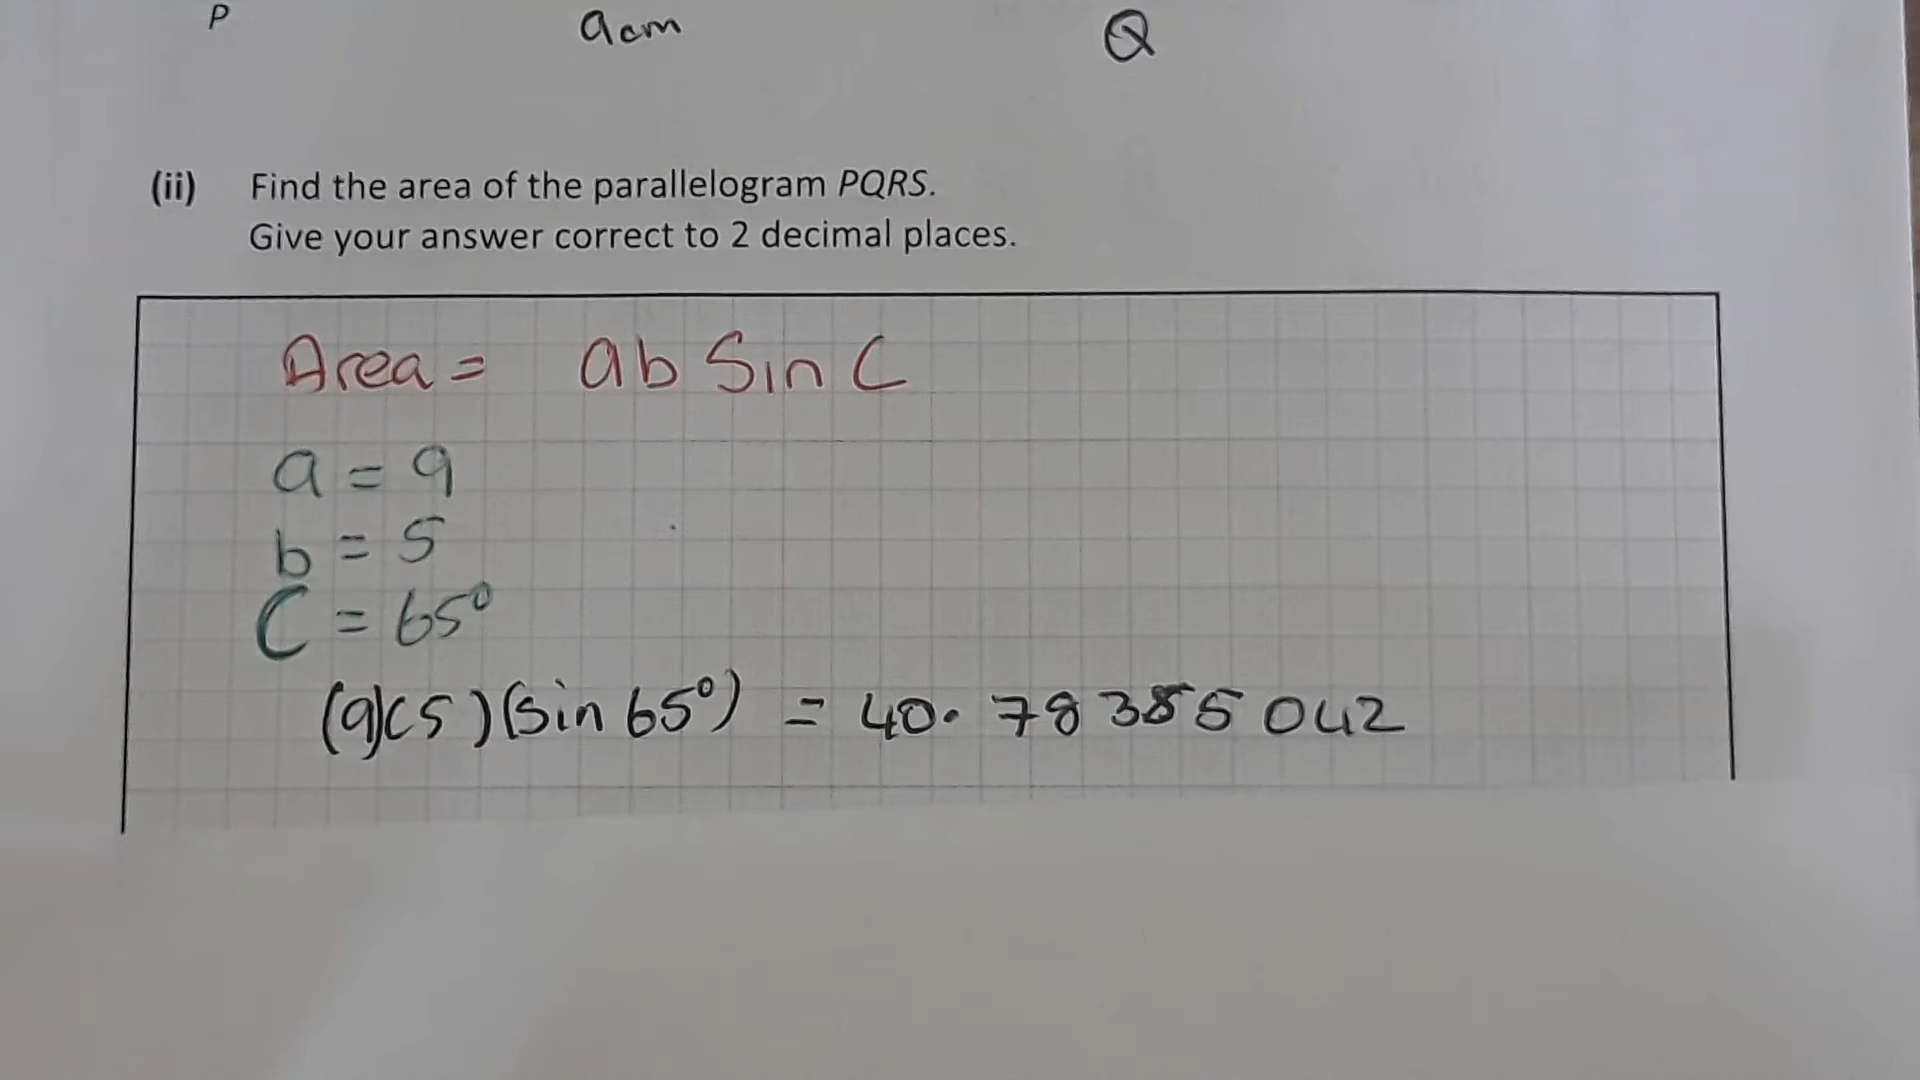 P 9cm Q
(ii) Find the area of the parallelogram PQRS.
Give your answer correct to 2 decimal places.
Area = ab Sin C
a = 9
b = 5
C = 65°
(9)(5)(sin 65°) = 40.78385042